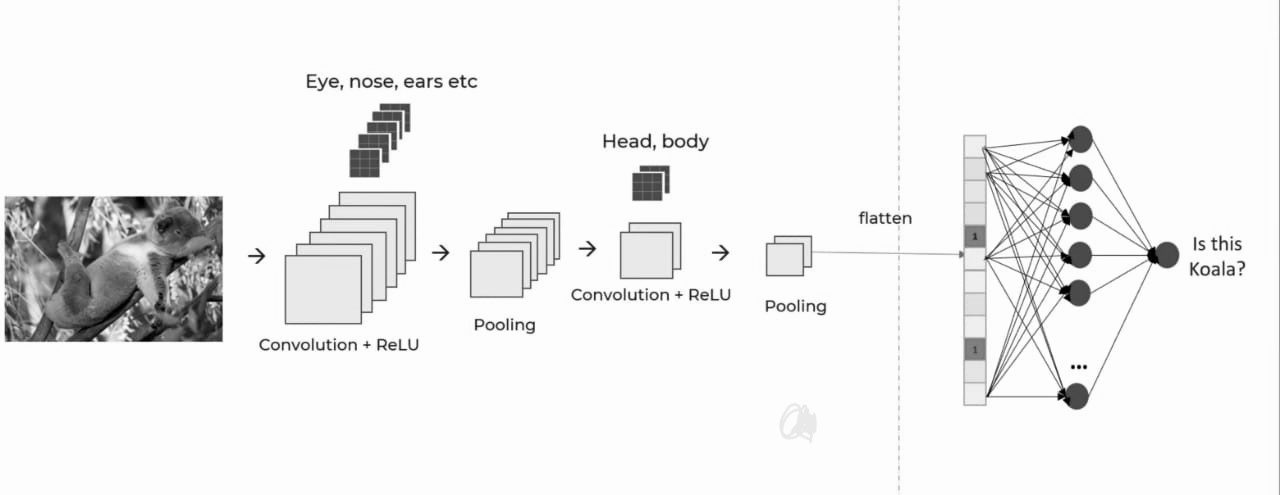 Eye, nose, ears etc
Head, body
flatten
1
Is this
Koala?
Convolution + ReLU
Pooling
Convolution + ReLU
Pooling
1
...